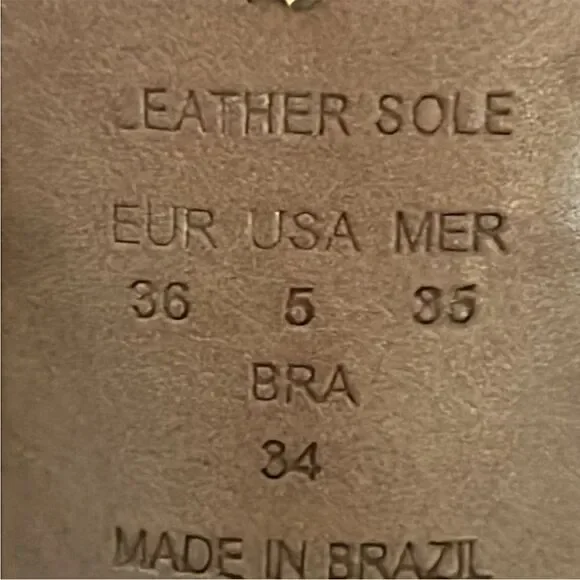 LEATHER SOLE
EUR USA MER
36 5 35
BRA
34
MADE IN BRAZIL